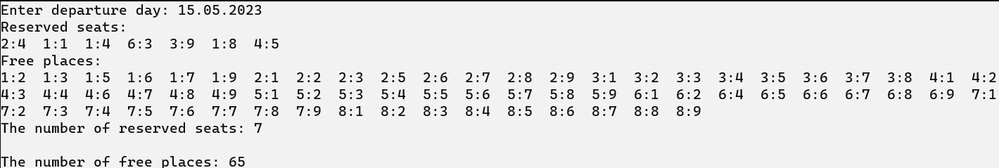 Enter departure day: 15.05.2023
Reserved seats:
2:4  1:1  1:4  6:3  3:9  1:8  4:5
Free places:
1:2  1:3  1:5  1:6  1:7  1:9  2:1  2:2  2:3  2:5  2:6  2:7  2:8  2:9  3:1  3:2  3:3  3:4  3:5  3:6  3:7  3:8  4:1  4:2
4:3  4:4  4:6  4:7  4:8  4:9  5:1  5:2  5:3  5:4  5:5  5:6  5:7  5:8  5:9  6:1  6:2  6:4  6:5  6:6  6:7  6:8  6:9  7:1
7:2  7:3  7:4  7:5  7:6  7:7  7:8  7:9  8:1  8:2  8:3  8:4  8:5  8:6  8:7  8:8  8:9
The number of reserved seats: 7
The number of free places: 65